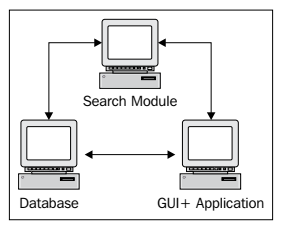 Search Module
Database
GUI+ Application